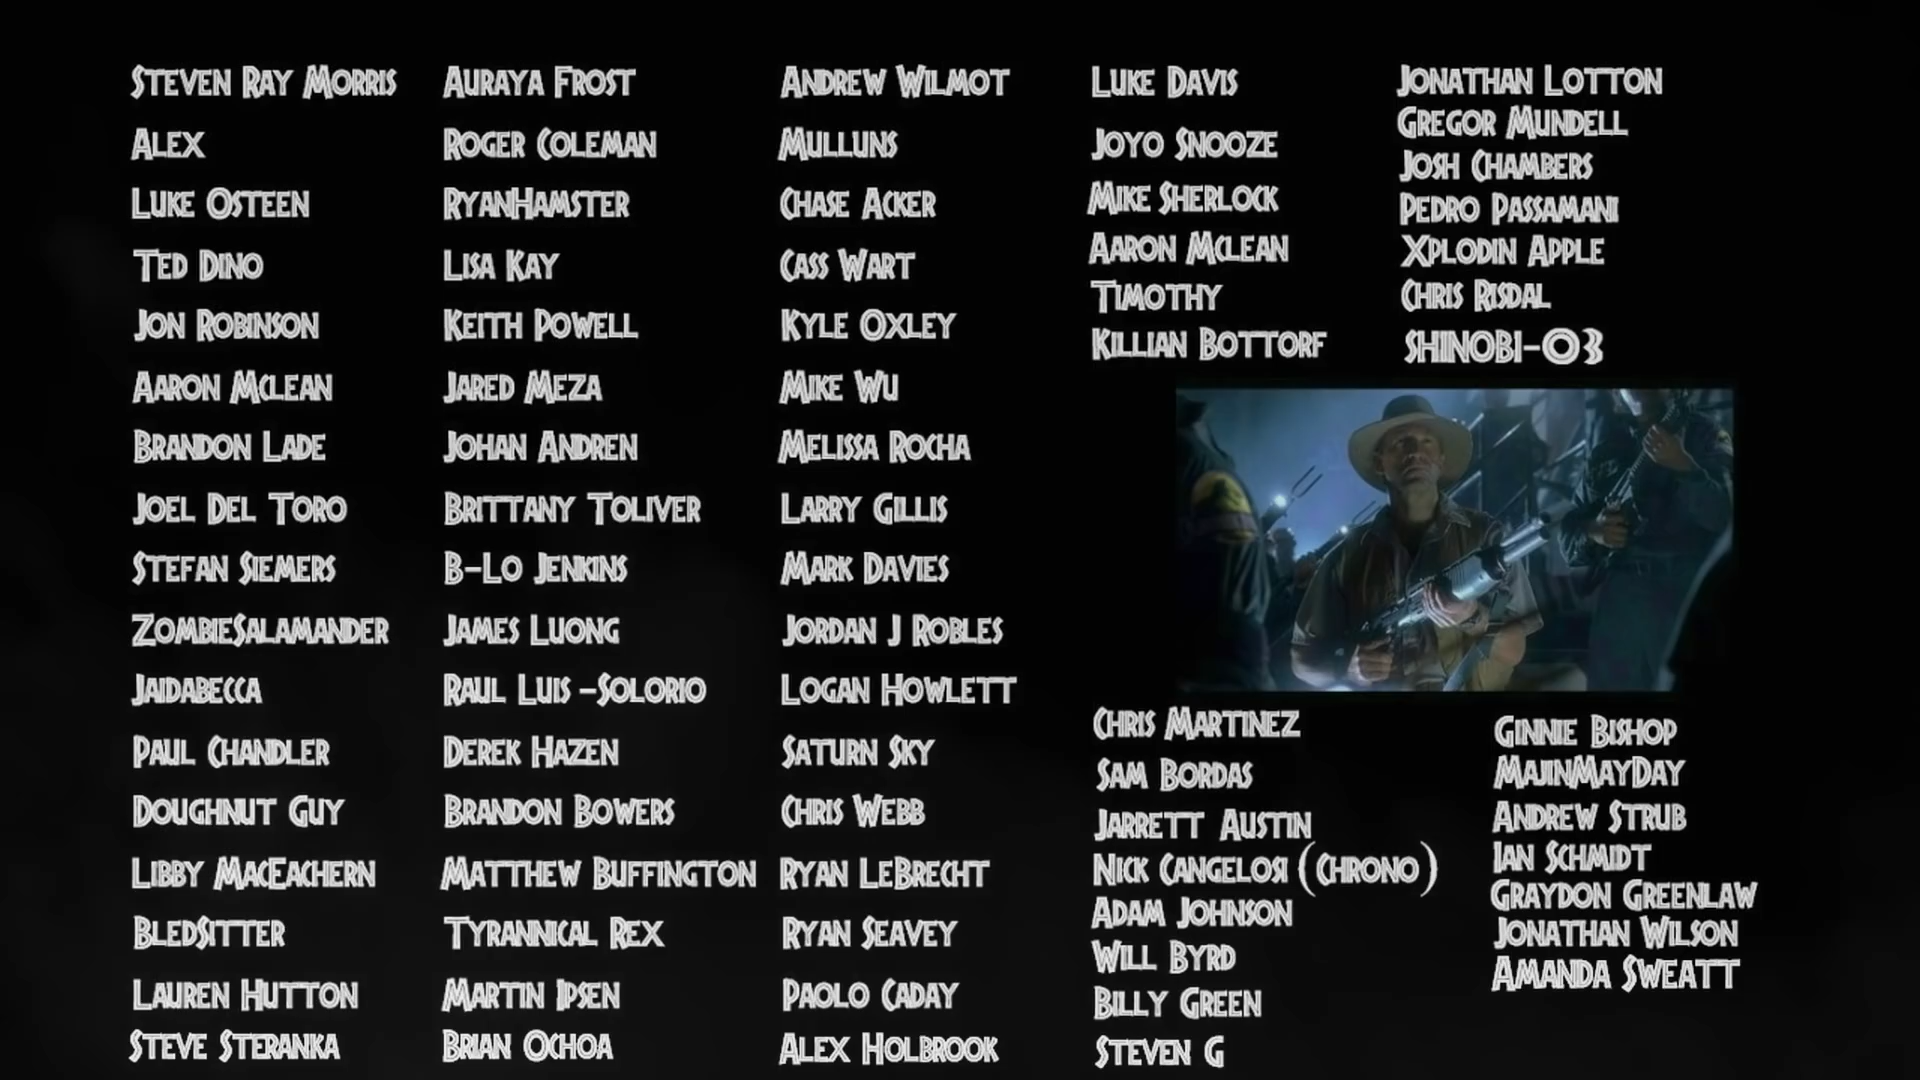 Steven Ray Morris
Alex
Luke Osteen
Ted Dino
Jon Robinson
Aaron McLean
Brandon Lade
Joel Del Toro
Stefan Siemers
ZombieSalamander
Jaidabecca
Paul Chandler
Doughnut Guy
Libby MacEachern
BledSitter
Lauren Hutton
Steve Steranka
Auraya Frost
Roger Coleman
RyanHamster
Lisa Kay
Keith Powell
Jared Meza
Johan Andren
Brittany Toliver
B-Lo Jenkins
James Luong
Raul Luis -Solorio
Derek Hazen
Brandon Bowers
Matthew Buffington
Tyrannical Rex
Martin Ipsen
Brian Ochoa
Andrew Wilmot
Mulluns
Chase Acker
Cass Wart
Kyle Oxley
Mike Wu
Melissa Rocha
Larry Gillis
Mark Davies
Jordan J Robles
Logan Howlett
Saturn Sky
Chris Webb
Ryan LeBrecht
Ryan Seavey
Paolo Caday
Alex Holbrook
Luke Davis
Joyo Snooze
Mike Sherlock
Aaron McLean
Timothy
Killian Bottorf
Jonathan Lotton
Gregor Mundell
Josh Chambers
Pedro Passamani
Xplodin Apple
Chris Risdal
SHINOBI-03
Chris Martinez
Sam Bordas
Jarrett Austin
Nick Cangelosi (Chrono)
Adam Johnson
Will Byrd
Billy Green
Steven G
Ginnie Bishop
MajinMayDay
Andrew Strub
Ian Schmidt
Graydon Greenlaw
Jonathan Wilson
Amanda Sweatt